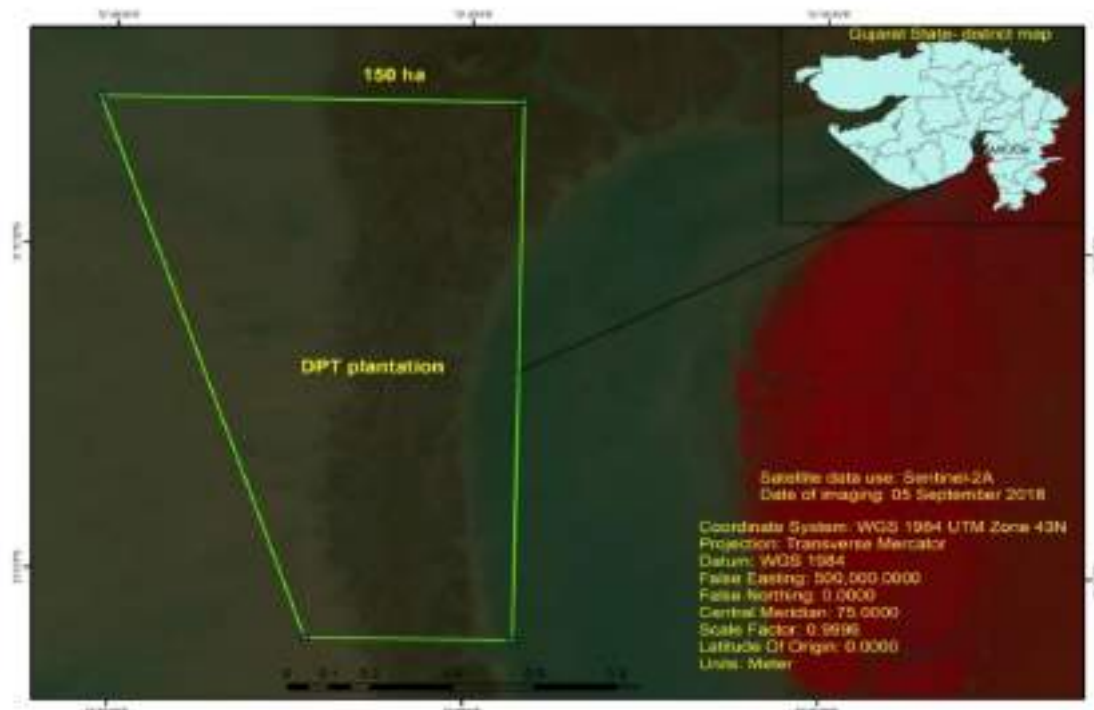 Gujarat State- district map
150 ha
DPT plantation
Satellite data use: Sentinel-2A
Date of imaging: 05 September 2018
Coordinate System: WGS 1984 UTM Zone 43N
Projection: Transverse Mercator
Datum: WGS 1984
False Easting: 500,000.0000
False Northing: 0.0000
Central Meridian: 75.0000
Scale Factor: 0.9996
Latitude Of Origin: 0.0000
Units: Meter